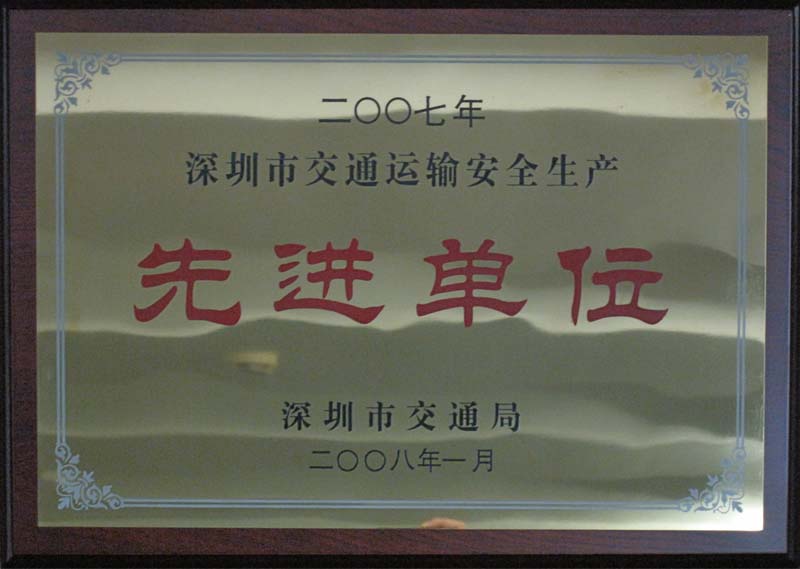 二〇〇七年
深圳市交通运输安全生产
先进单位
深圳市交通局
二〇〇八年一月